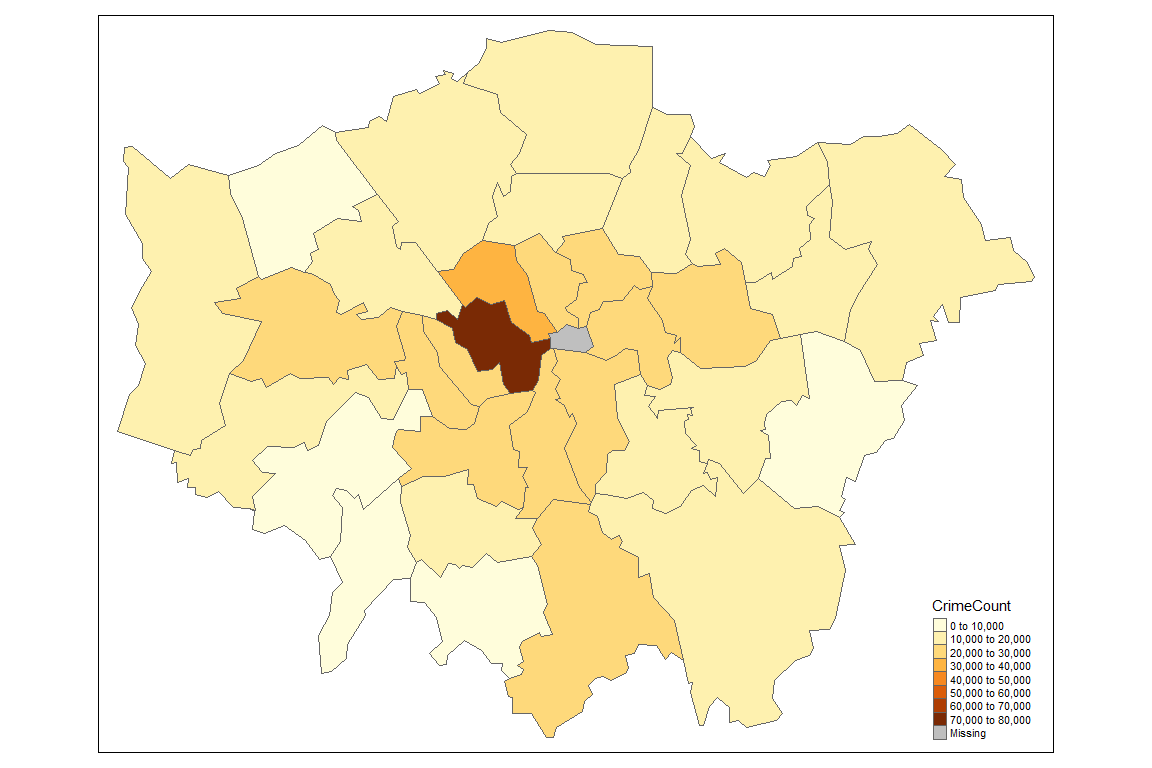 CrimeCount
0 to 10,000
10,000 to 20,000
20,000 to 30,000
30,000 to 40,000
40,000 to 50,000
50,000 to 60,000
60,000 to 70,000
70,000 to 80,000
Missing